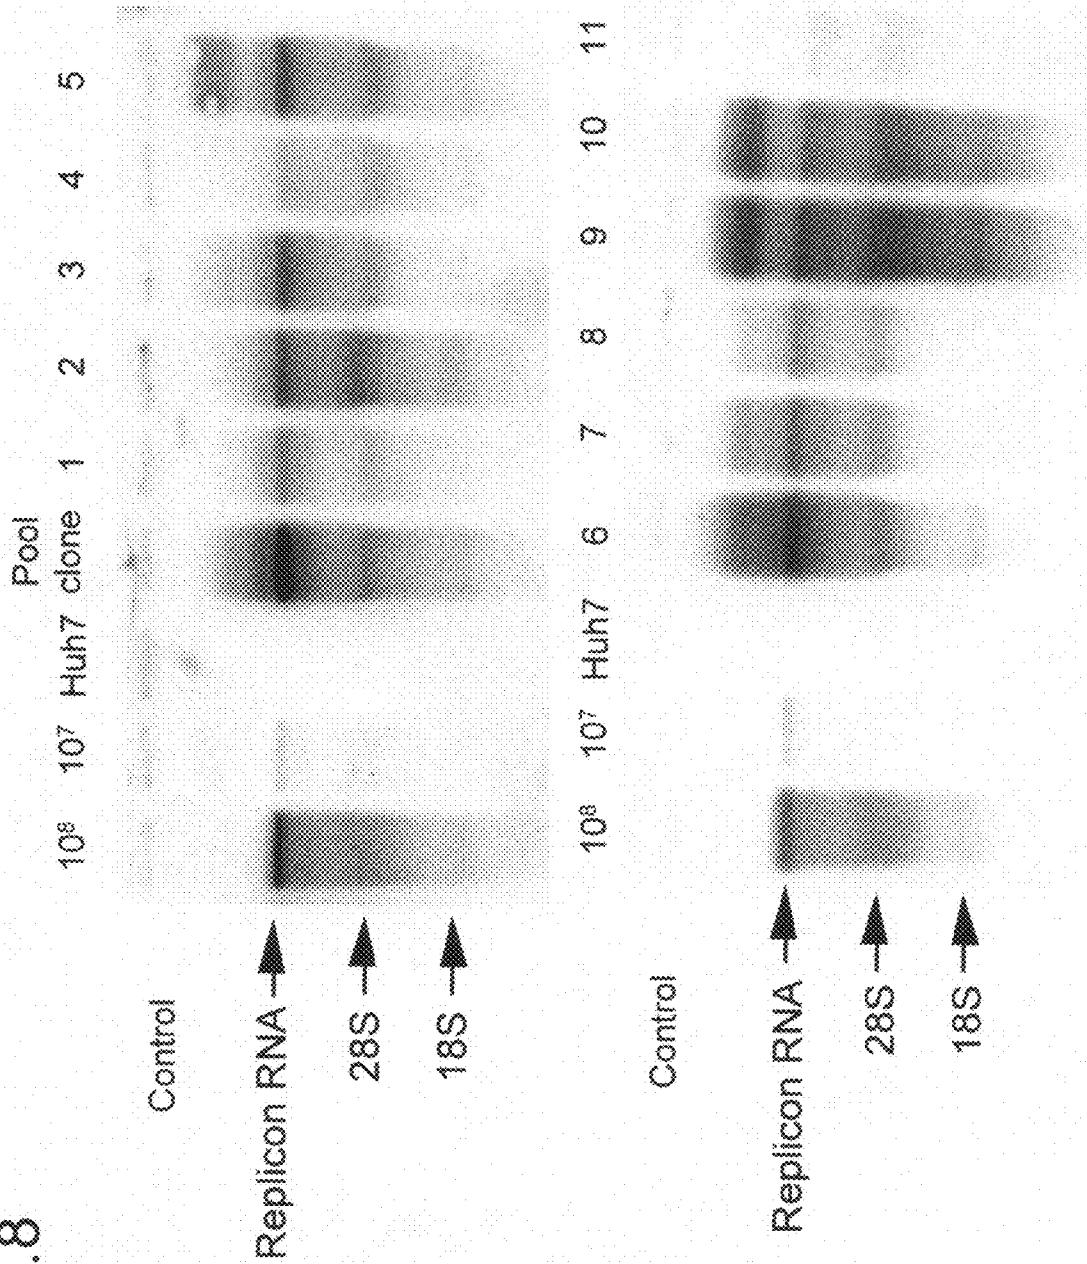 .8
Pool
10⁸ 10⁷ Huh7 clone 1 2 3 4 5
Control
Replicon RNA
28S
18S
10⁸ 10⁷ Huh7 6 7 8 9 10 11
Control
Replicon RNA
28S
18S